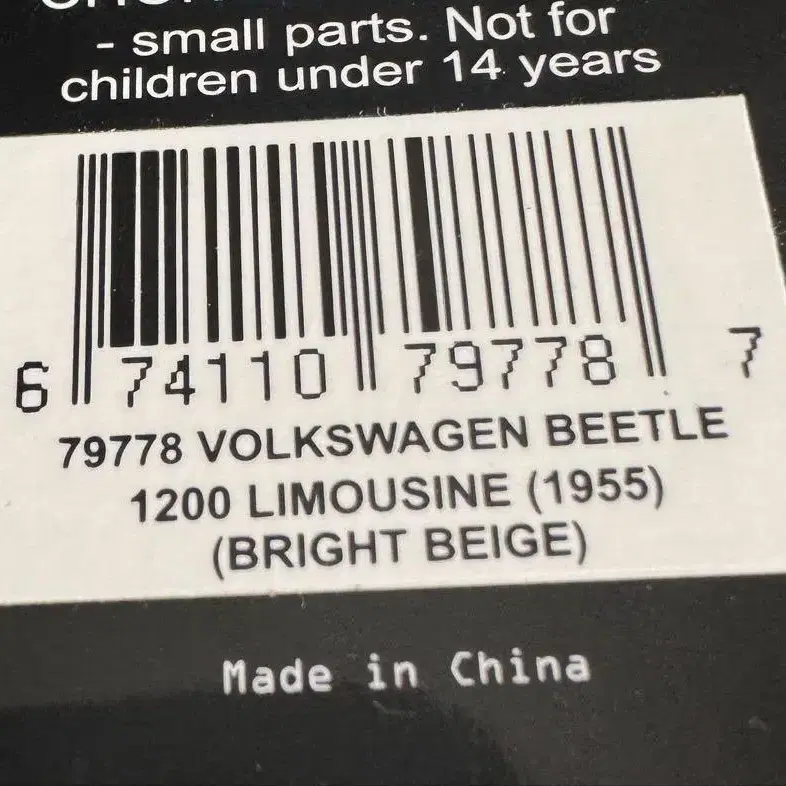 - small parts. Not for
children under 14 years
6 74110 79778 7
79778 VOLKSWAGEN BEETLE
1200 LIMOUSINE (1955)
(BRIGHT BEIGE)
Made in China